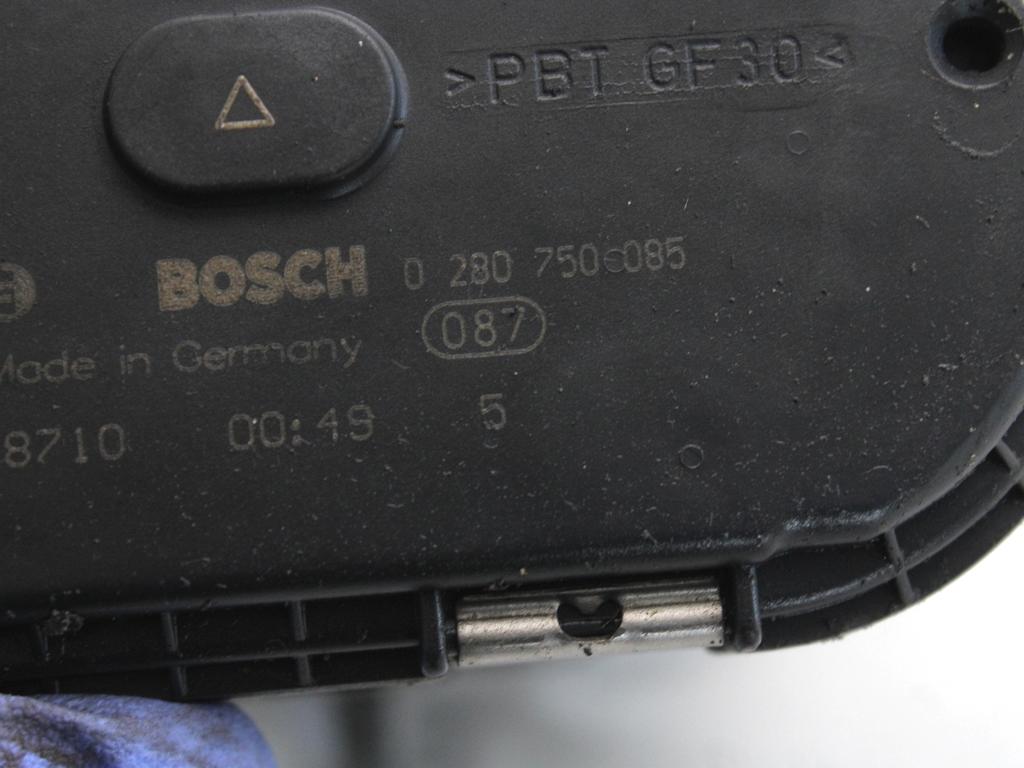 >PBT GF30<
BOSCH 0 280 750 085
Made in Germany 087
8710 00:49 5